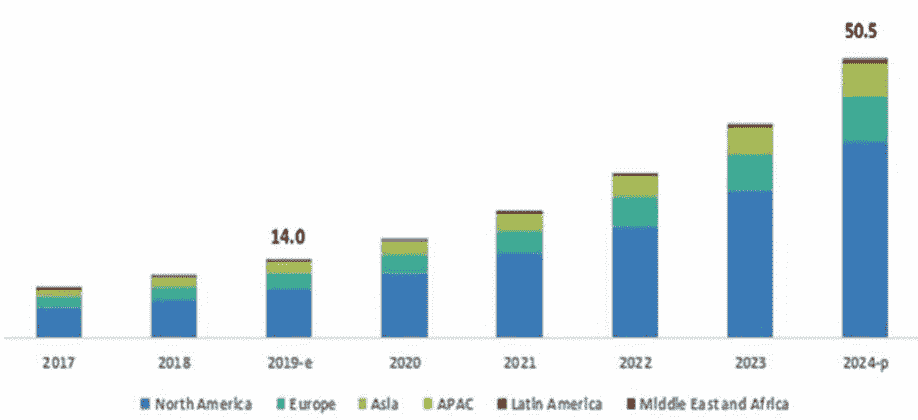 50.5
14.0
2017 2018 2019-e 2020 2021 2022 2023 2024-p
North America Europe Asia APAC Latin America Middle East and Africa